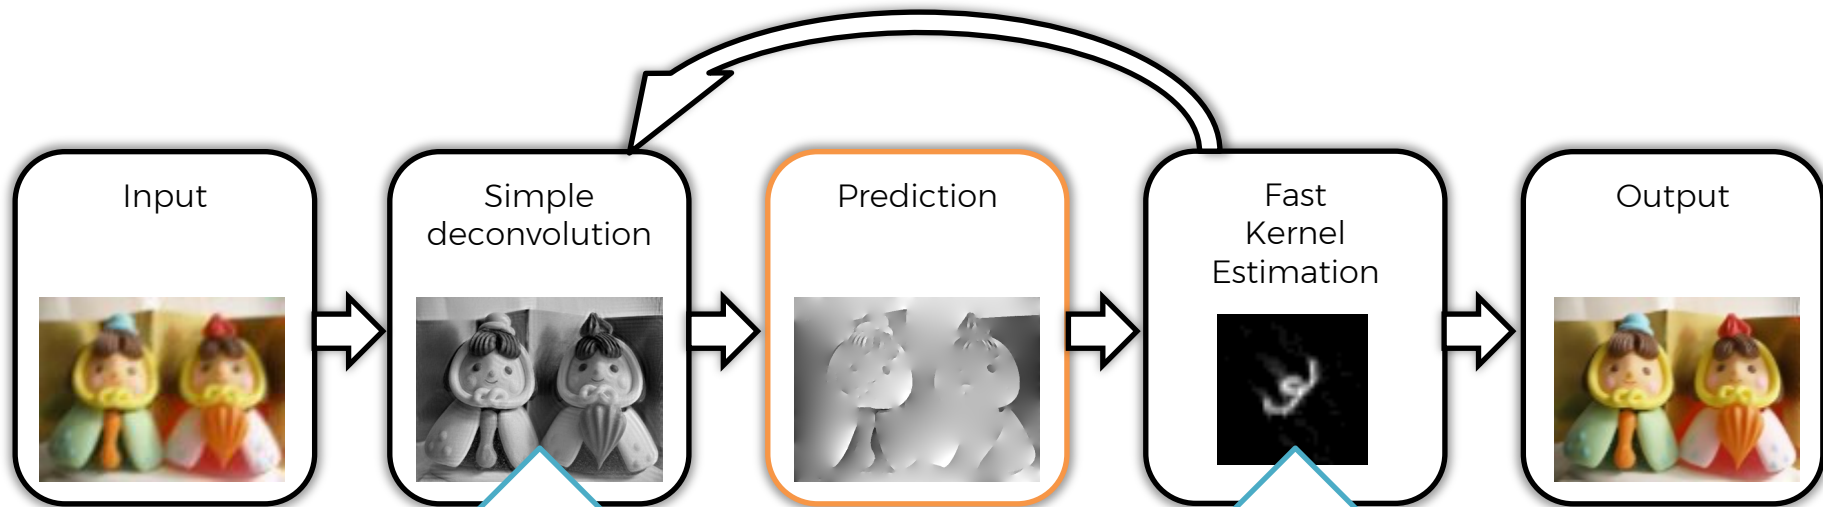 Input
Simple
deconvolution
Prediction
Fast
Kernel
Estimation
Output